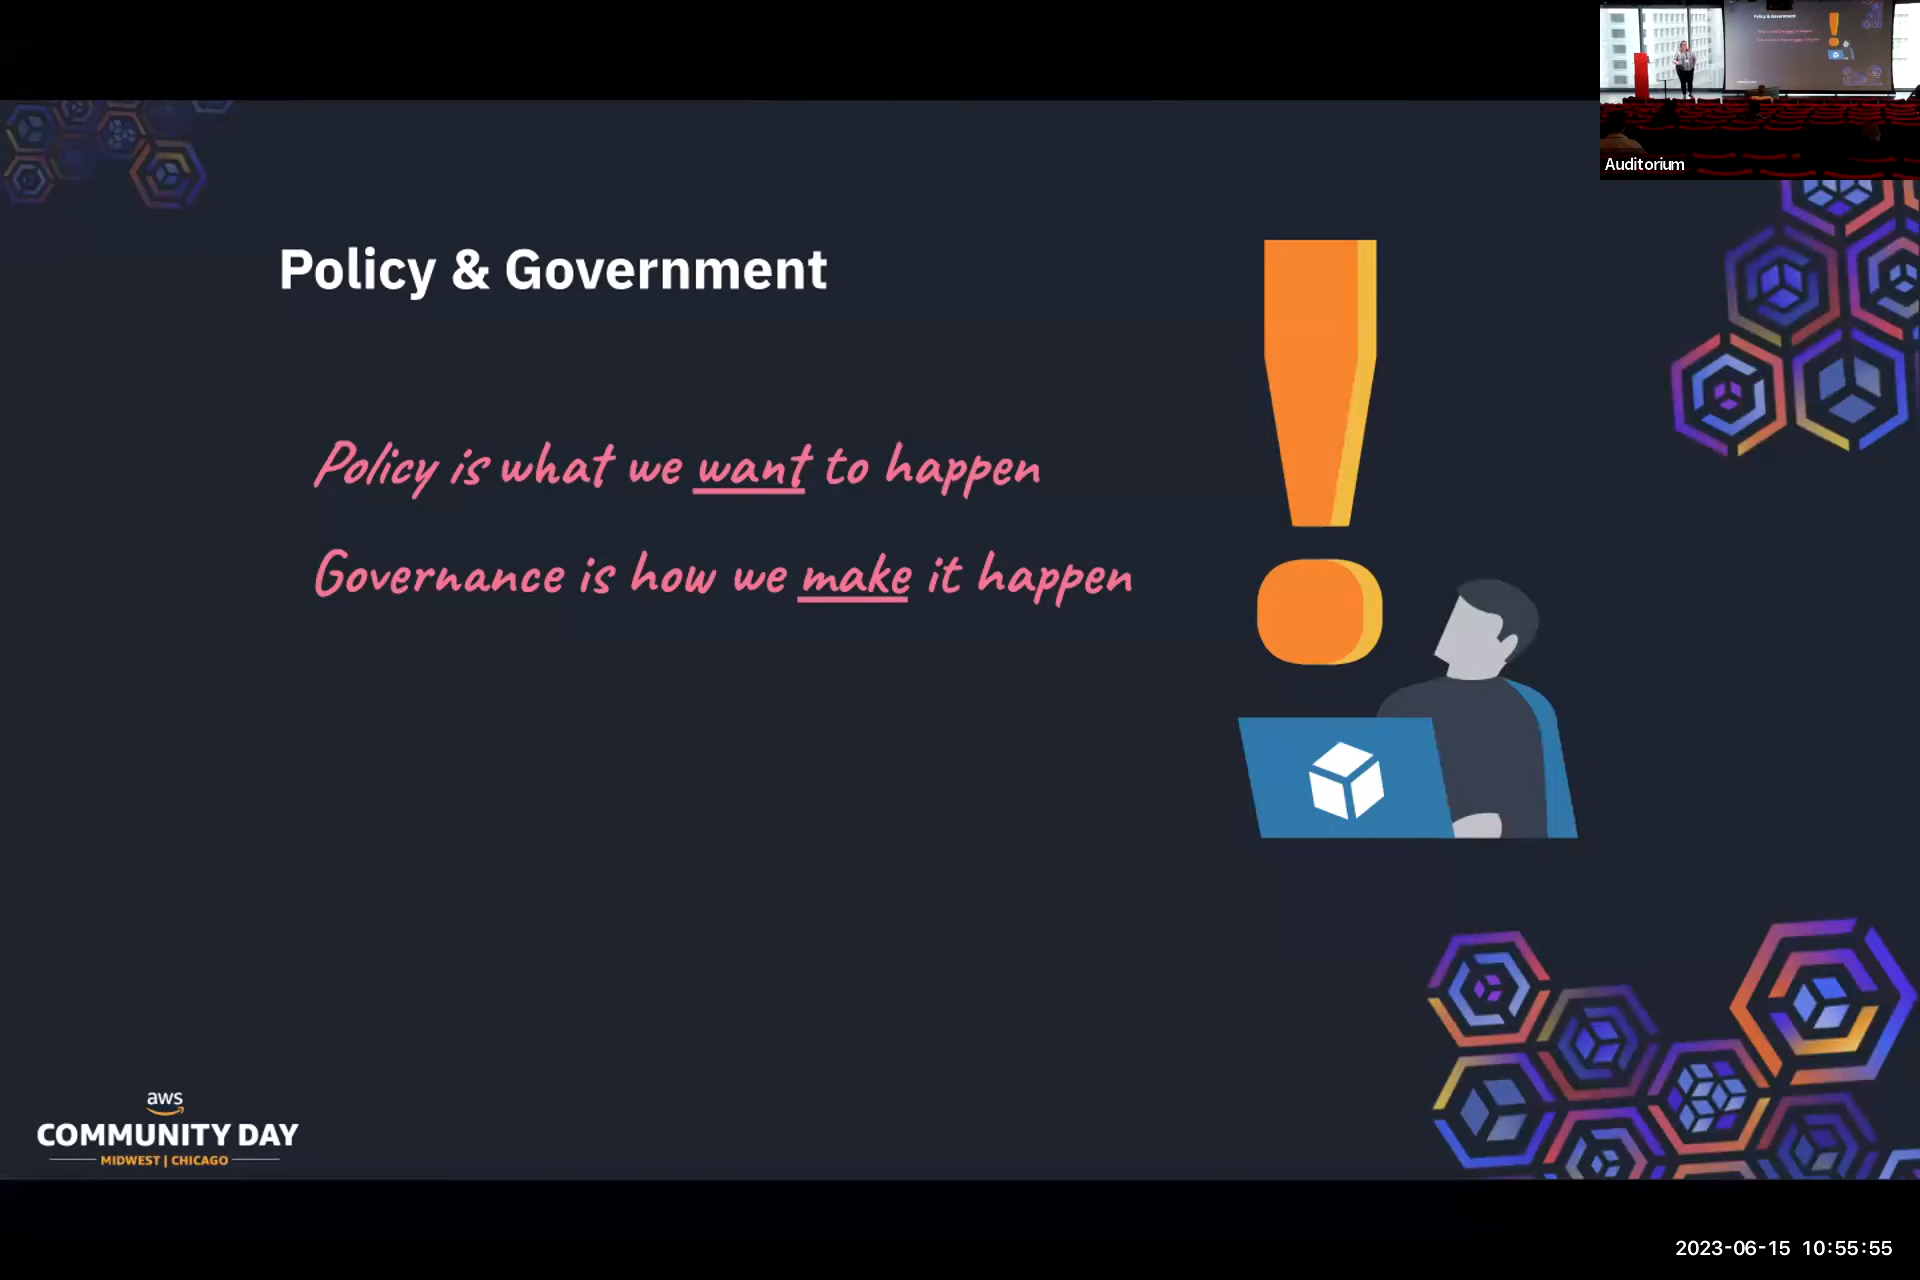 Auditorium
Policy & Government
Policy is what we want to happen
Governance is how we make it happen
aws
COMMUNITY DAY
MIDWEST | CHICAGO
2023-06-15 10:55:55